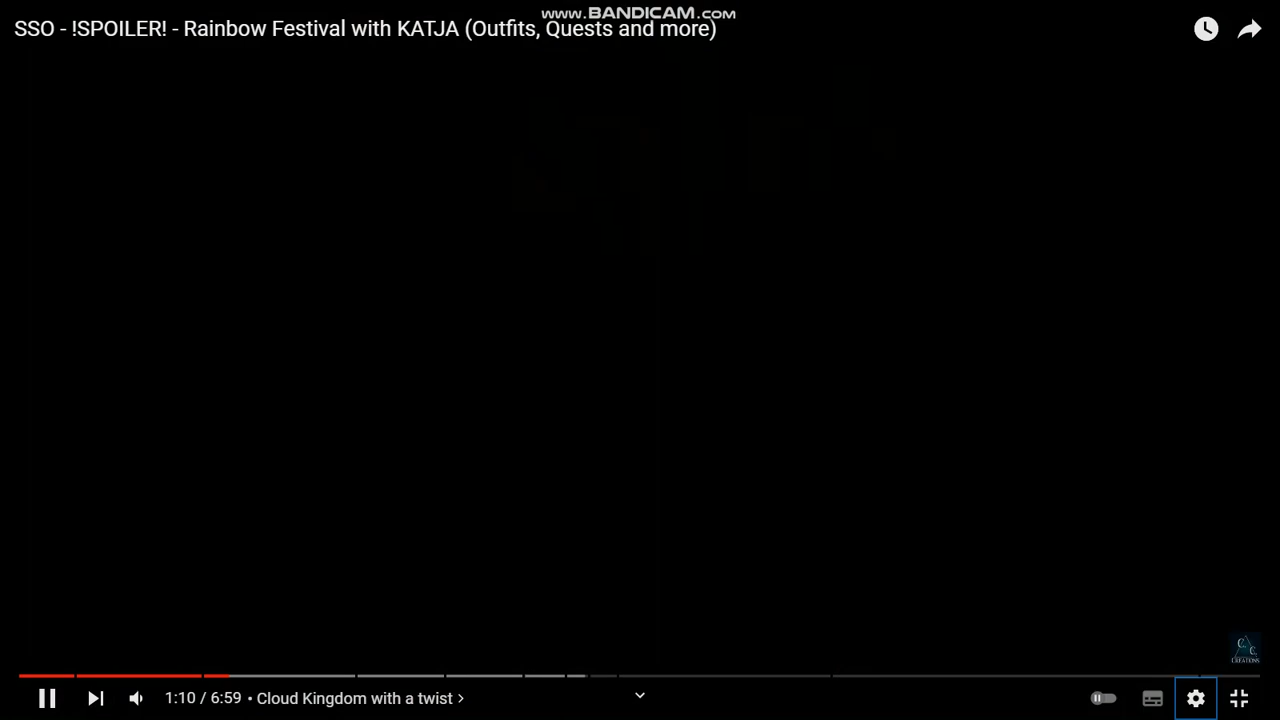 www.BANDICAM.com
SSO - !SPOILER! - Rainbow Festival with KATJA (Outfits, Quests and more)
C C
CREATIONS
1:10 / 6:59 • Cloud Kingdom with a twist >